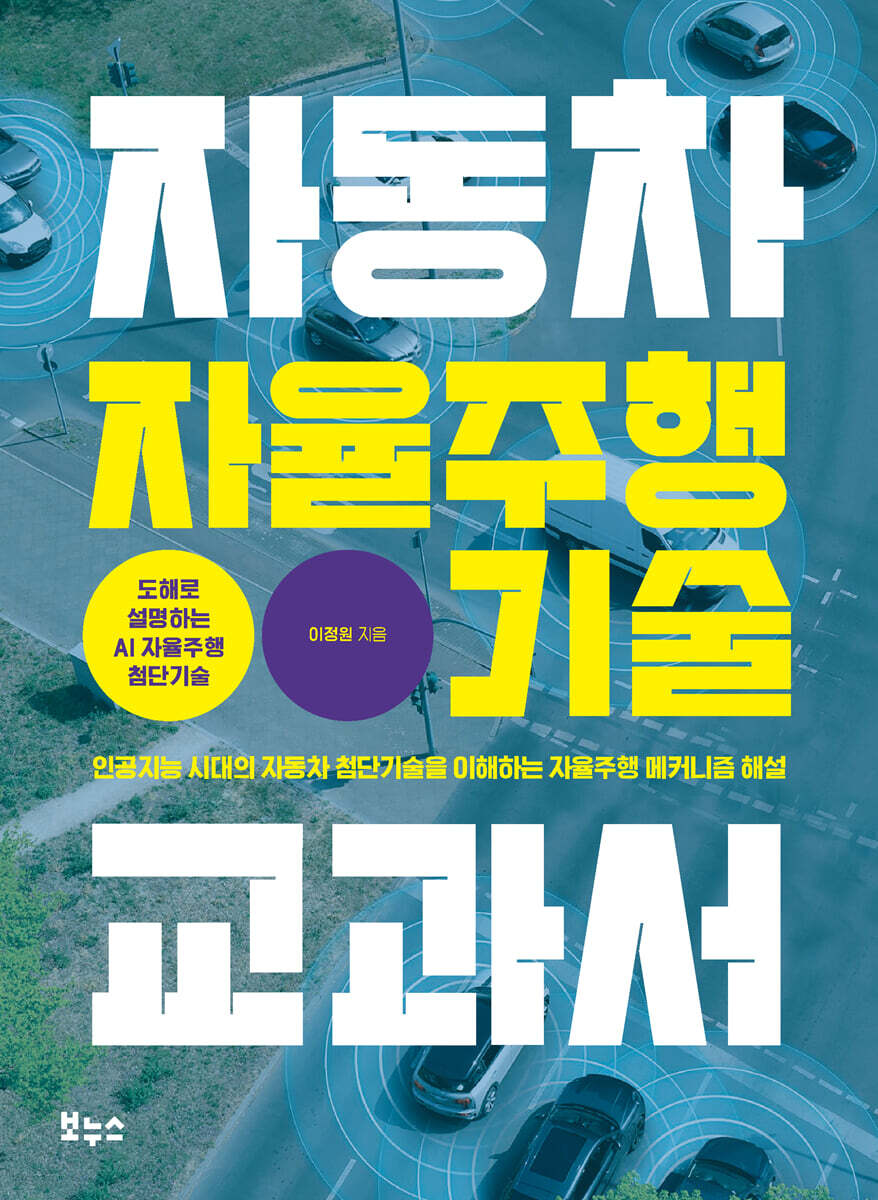 자동차
자율주행
기술
도해로
설명하는
AI 자율주행
첨단기술
이정원 지음
인공지능 시대의 자동차 첨단기술을 이해하는 자율주행 메커니즘 해설
교과서
보누스